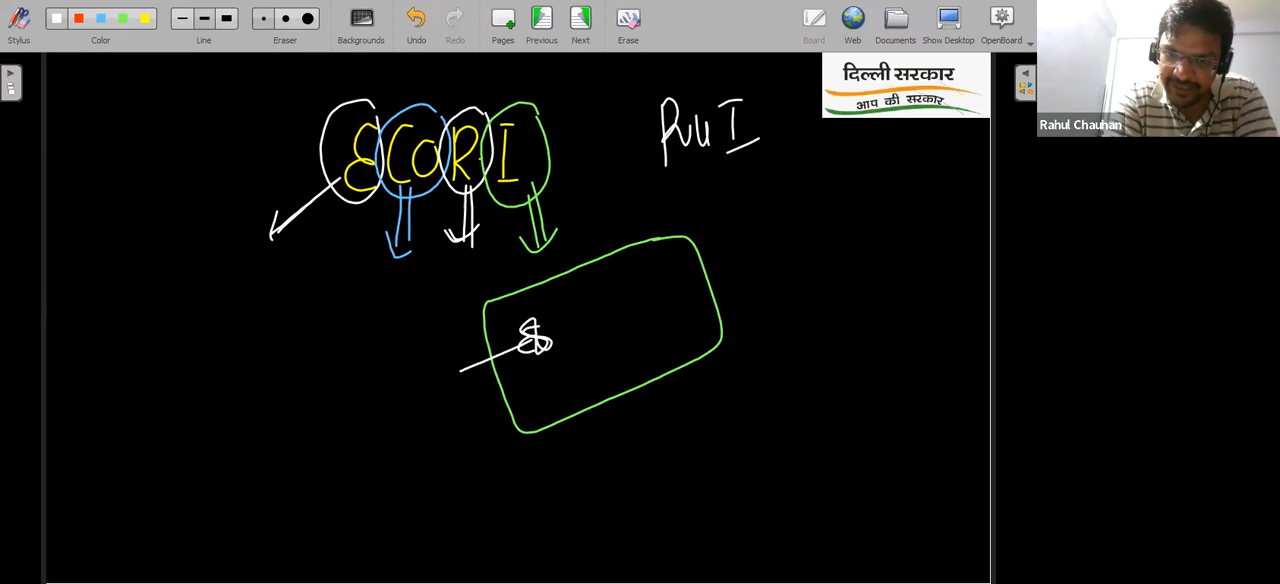 Stylus
Color
Line
Eraser
Backgrounds
Undo
Redo
Pages
Previous
Next
Erase
Board
Web
Documents
Show Desktop
OpenBoard
दिल्ली सरकार
आप की सरकार
Rahul Chauhan
ECORI